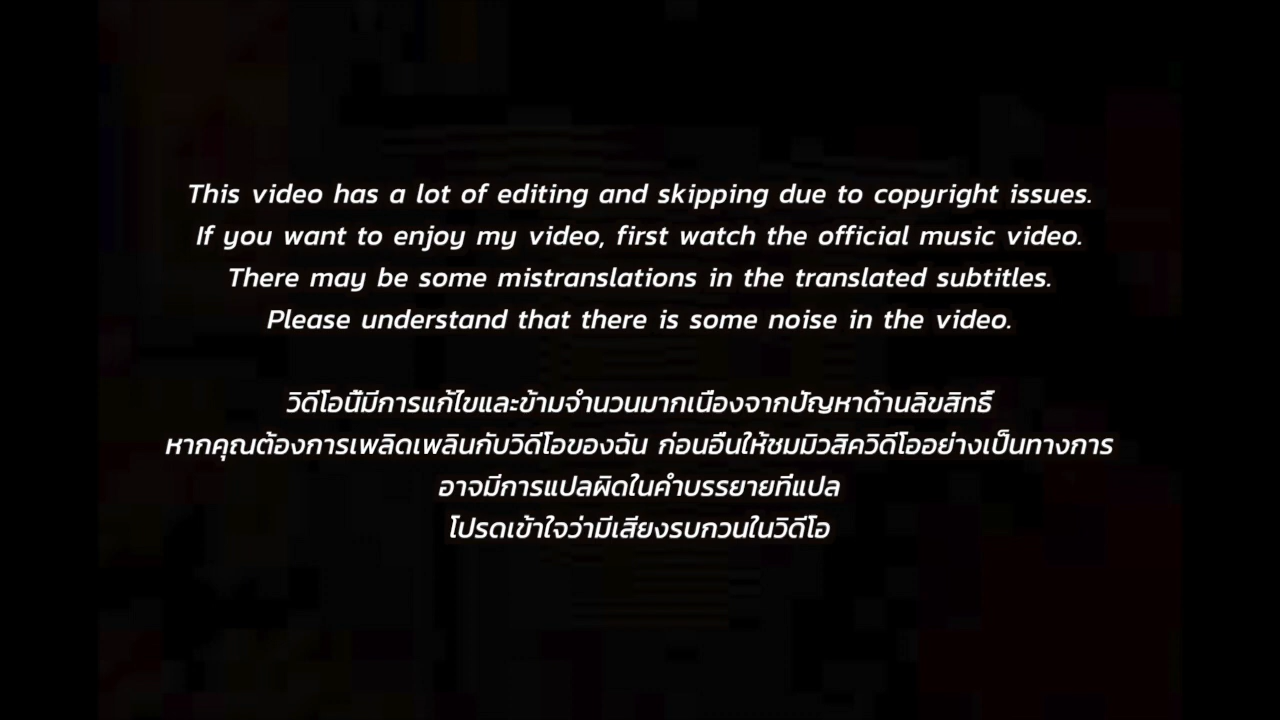 This video has a lot of editing and skipping due to copyright issues.
If you want to enjoy my video, first watch the official music video.
There may be some mistranslations in the translated subtitles.
Please understand that there is some noise in the video.
วิดีโอนี้มีการแก้ไขและข้ามจำนวนมากเนื่องจากปัญหาด้านลิขสิทธิ์
หากคุณต้องการเพลิดเพลินกับวิดีโอของฉัน ก่อนอื่นให้ชมมิวสิควิดีโออย่างเป็นทางการ
อาจมีการแปลผิดในคำบรรยายที่แปล
โปรดเข้าใจว่ามีเสียงรบกวนในวิดีโอ